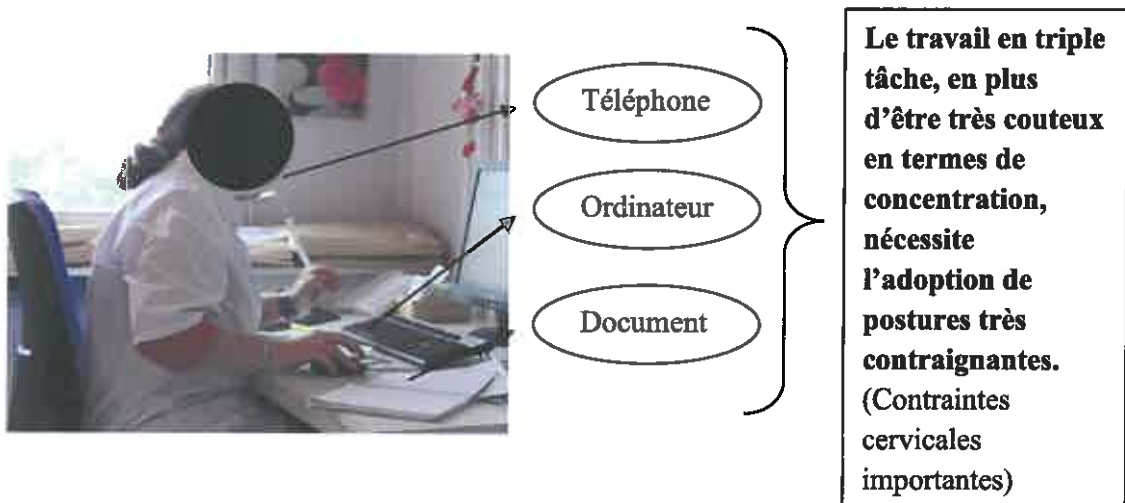 Téléphone
Ordinateur
Document
Le travail en triple
tâche, en plus
d'être très couteux
en termes de
concentration,
nécessite
l'adoption de
postures très
contraignantes.
(Contraintes
cervicales
importantes)